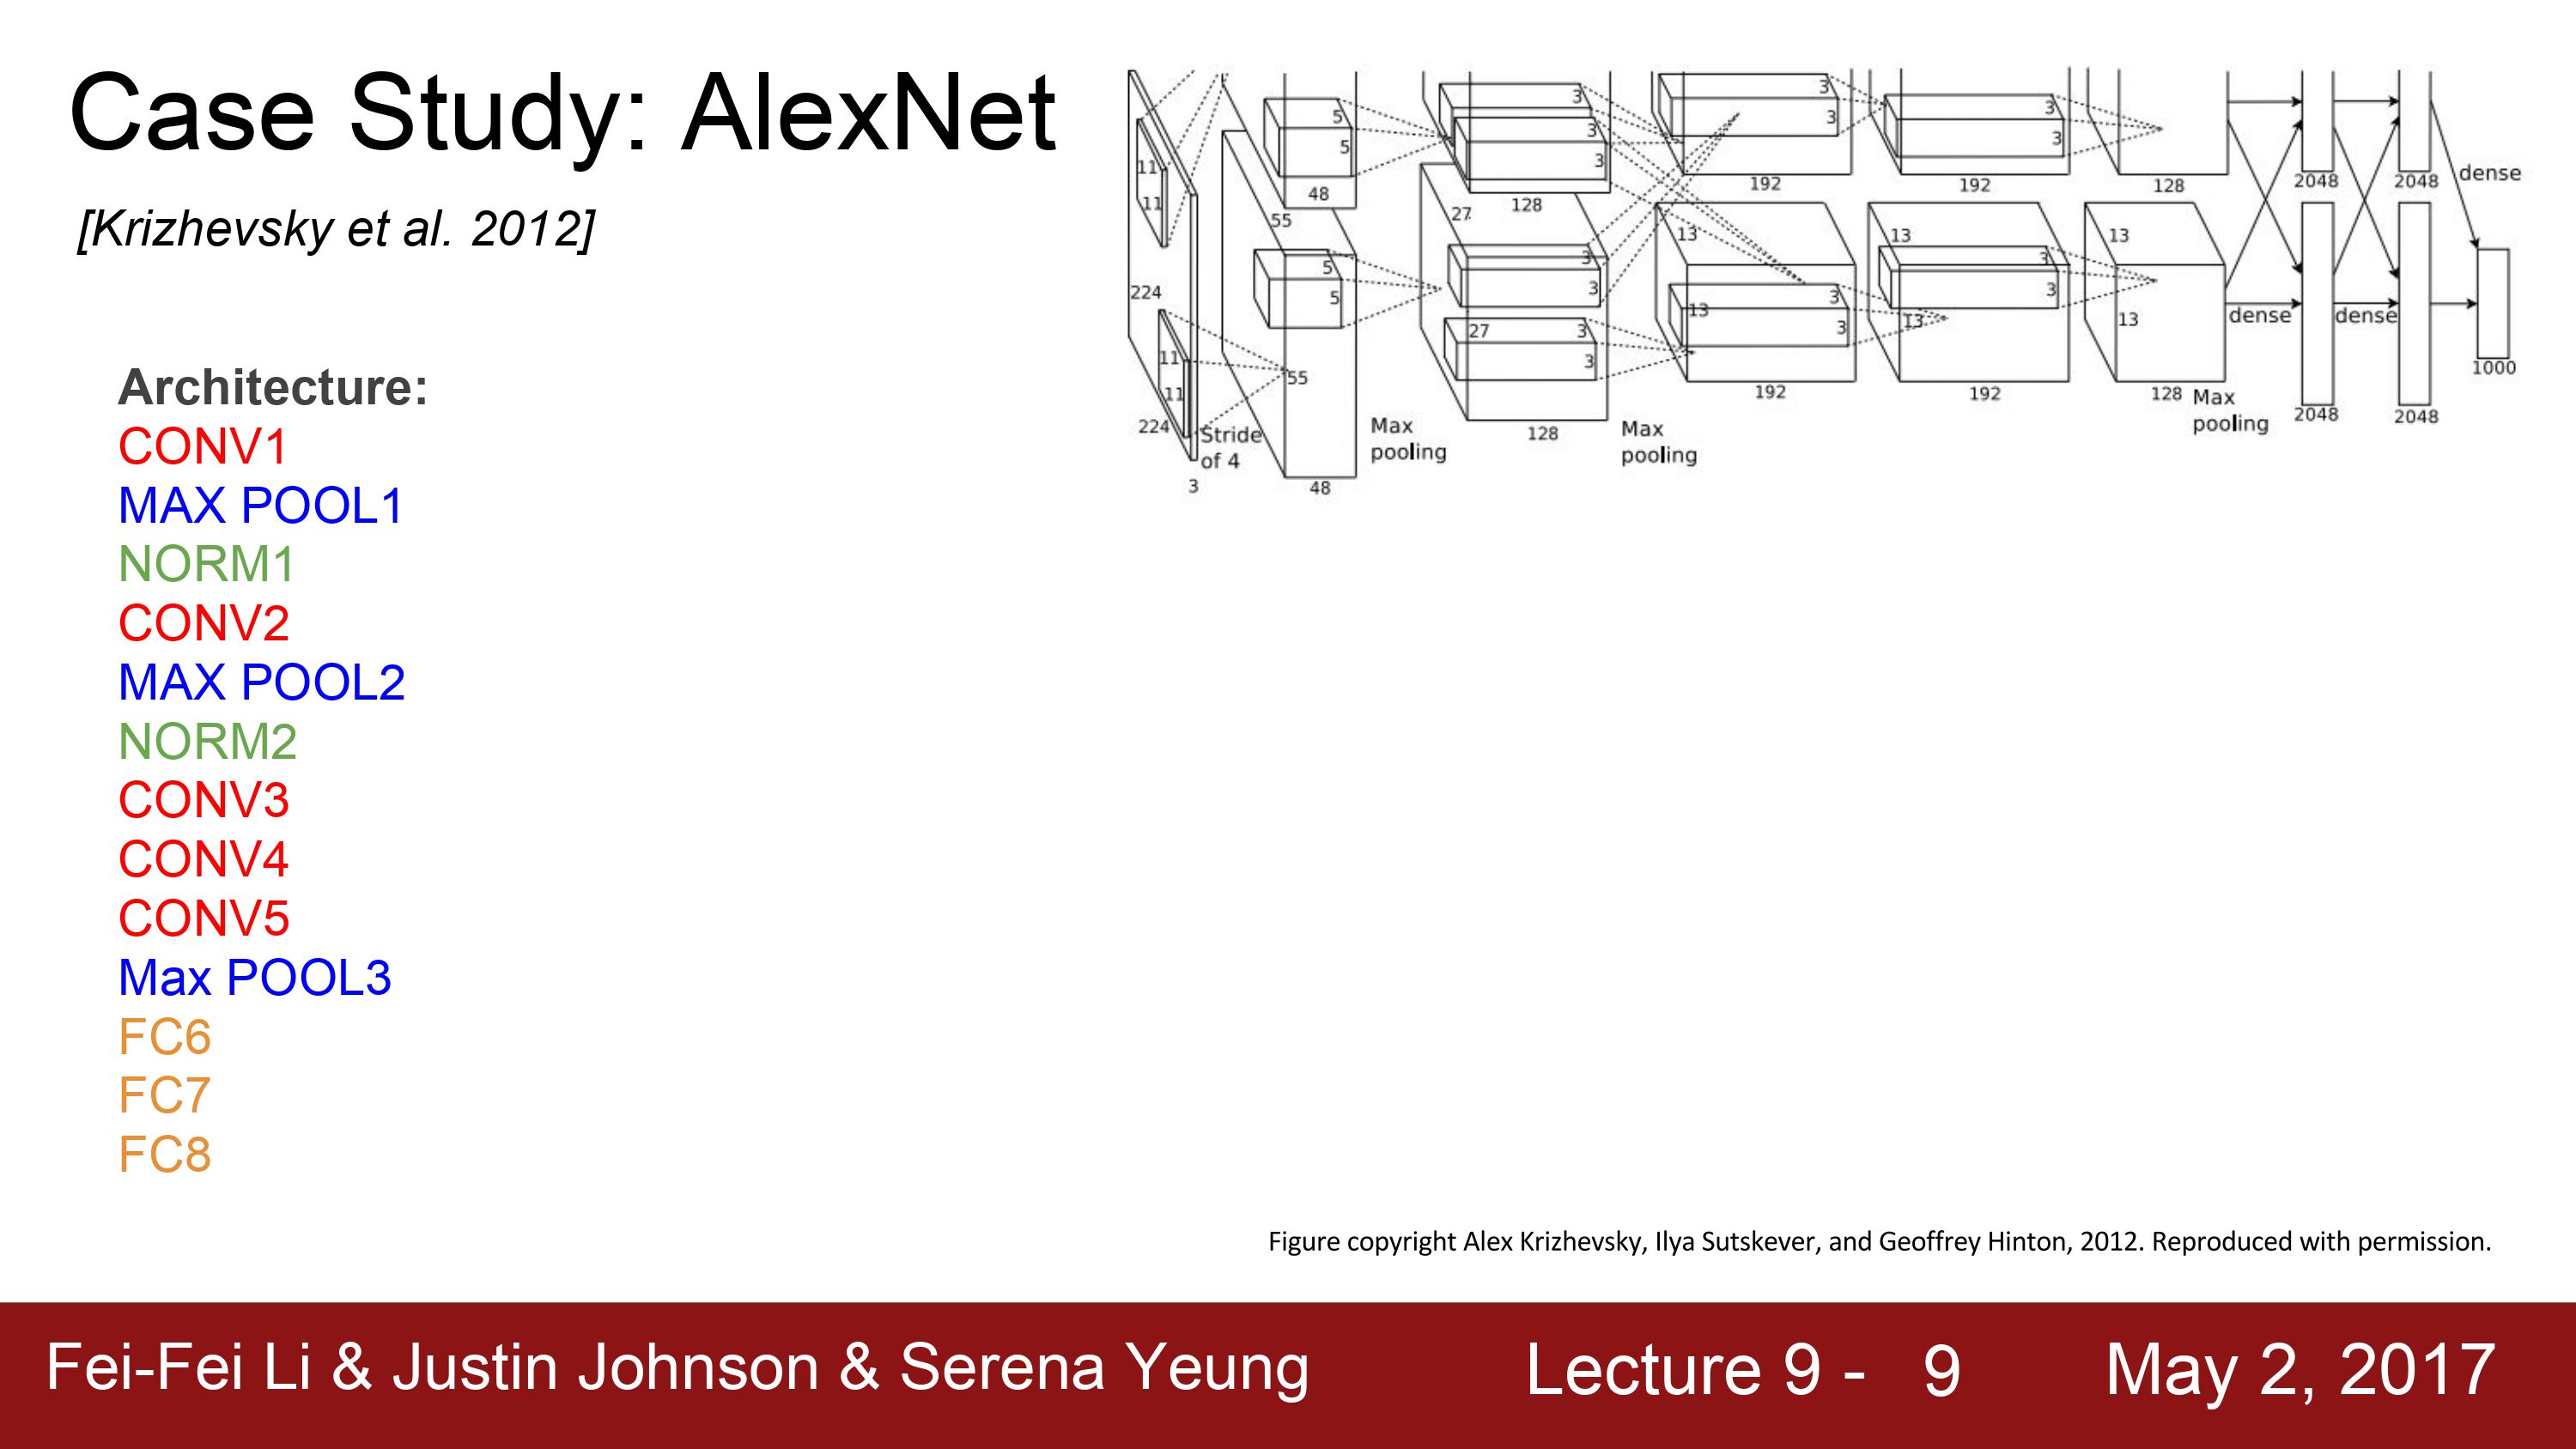 Case Study: AlexNet
[Krizhevsky et al. 2012]
Architecture:
CONV1
MAX POOL1
NORM1
CONV2
MAX POOL2
NORM2
CONV3
CONV4
CONV5
Max POOL3
FC6
FC7
FC8
11
11
224
11
11
224
3
Stride
of 4
5
5
48
55
5
5
55
48
Max
pooling
3
3
3
128
27
3
3
27
3
3
128
Max
pooling
3
3
192
13
3
13
3
192
3
3
192
13
3
3
13
192
128
13
13
128
Max
pooling
2048
2048
dense
dense
dense
2048
2048
1000
Figure copyright Alex Krizhevsky, Ilya Sutskever, and Geoffrey Hinton, 2012. Reproduced with permission.
Fei-Fei Li & Justin Johnson & Serena Yeung
Lecture 9 - 9
May 2, 2017